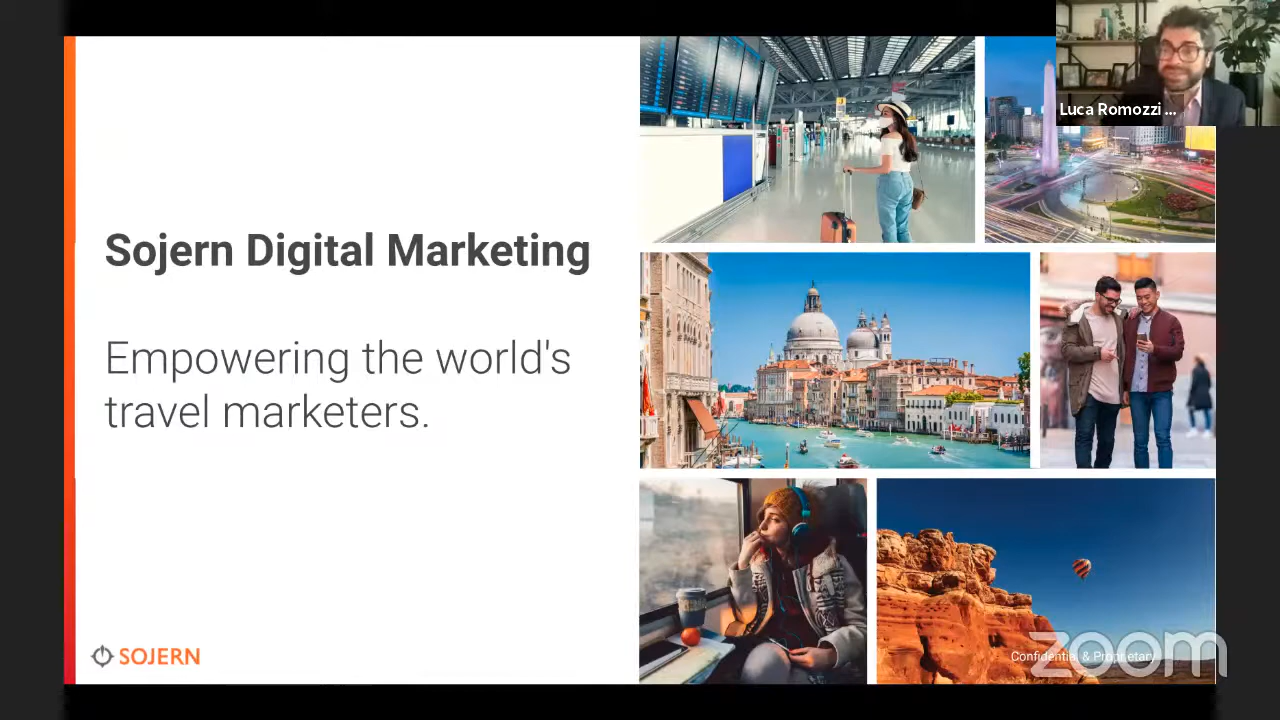 Luca Romozzi ...
Sojern Digital Marketing
Empowering the world's
travel marketers.
SOJERN
Confidential & Proprietary
zoom